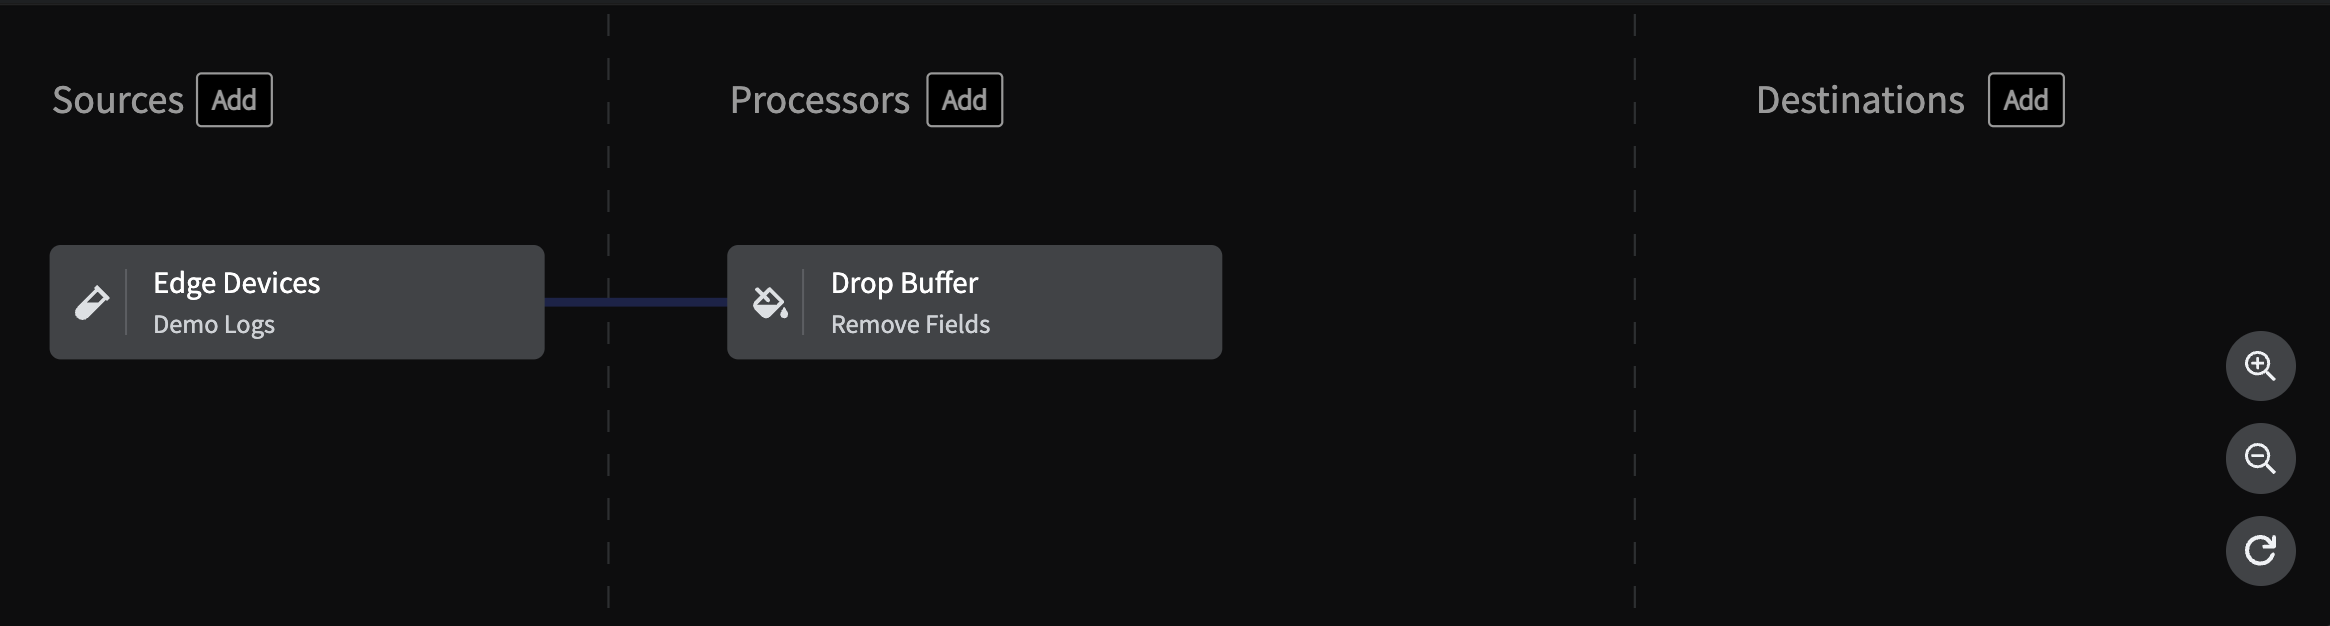 Sources Add
Processors Add
Destinations Add
Edge Devices
Demo Logs
Drop Buffer
Remove Fields